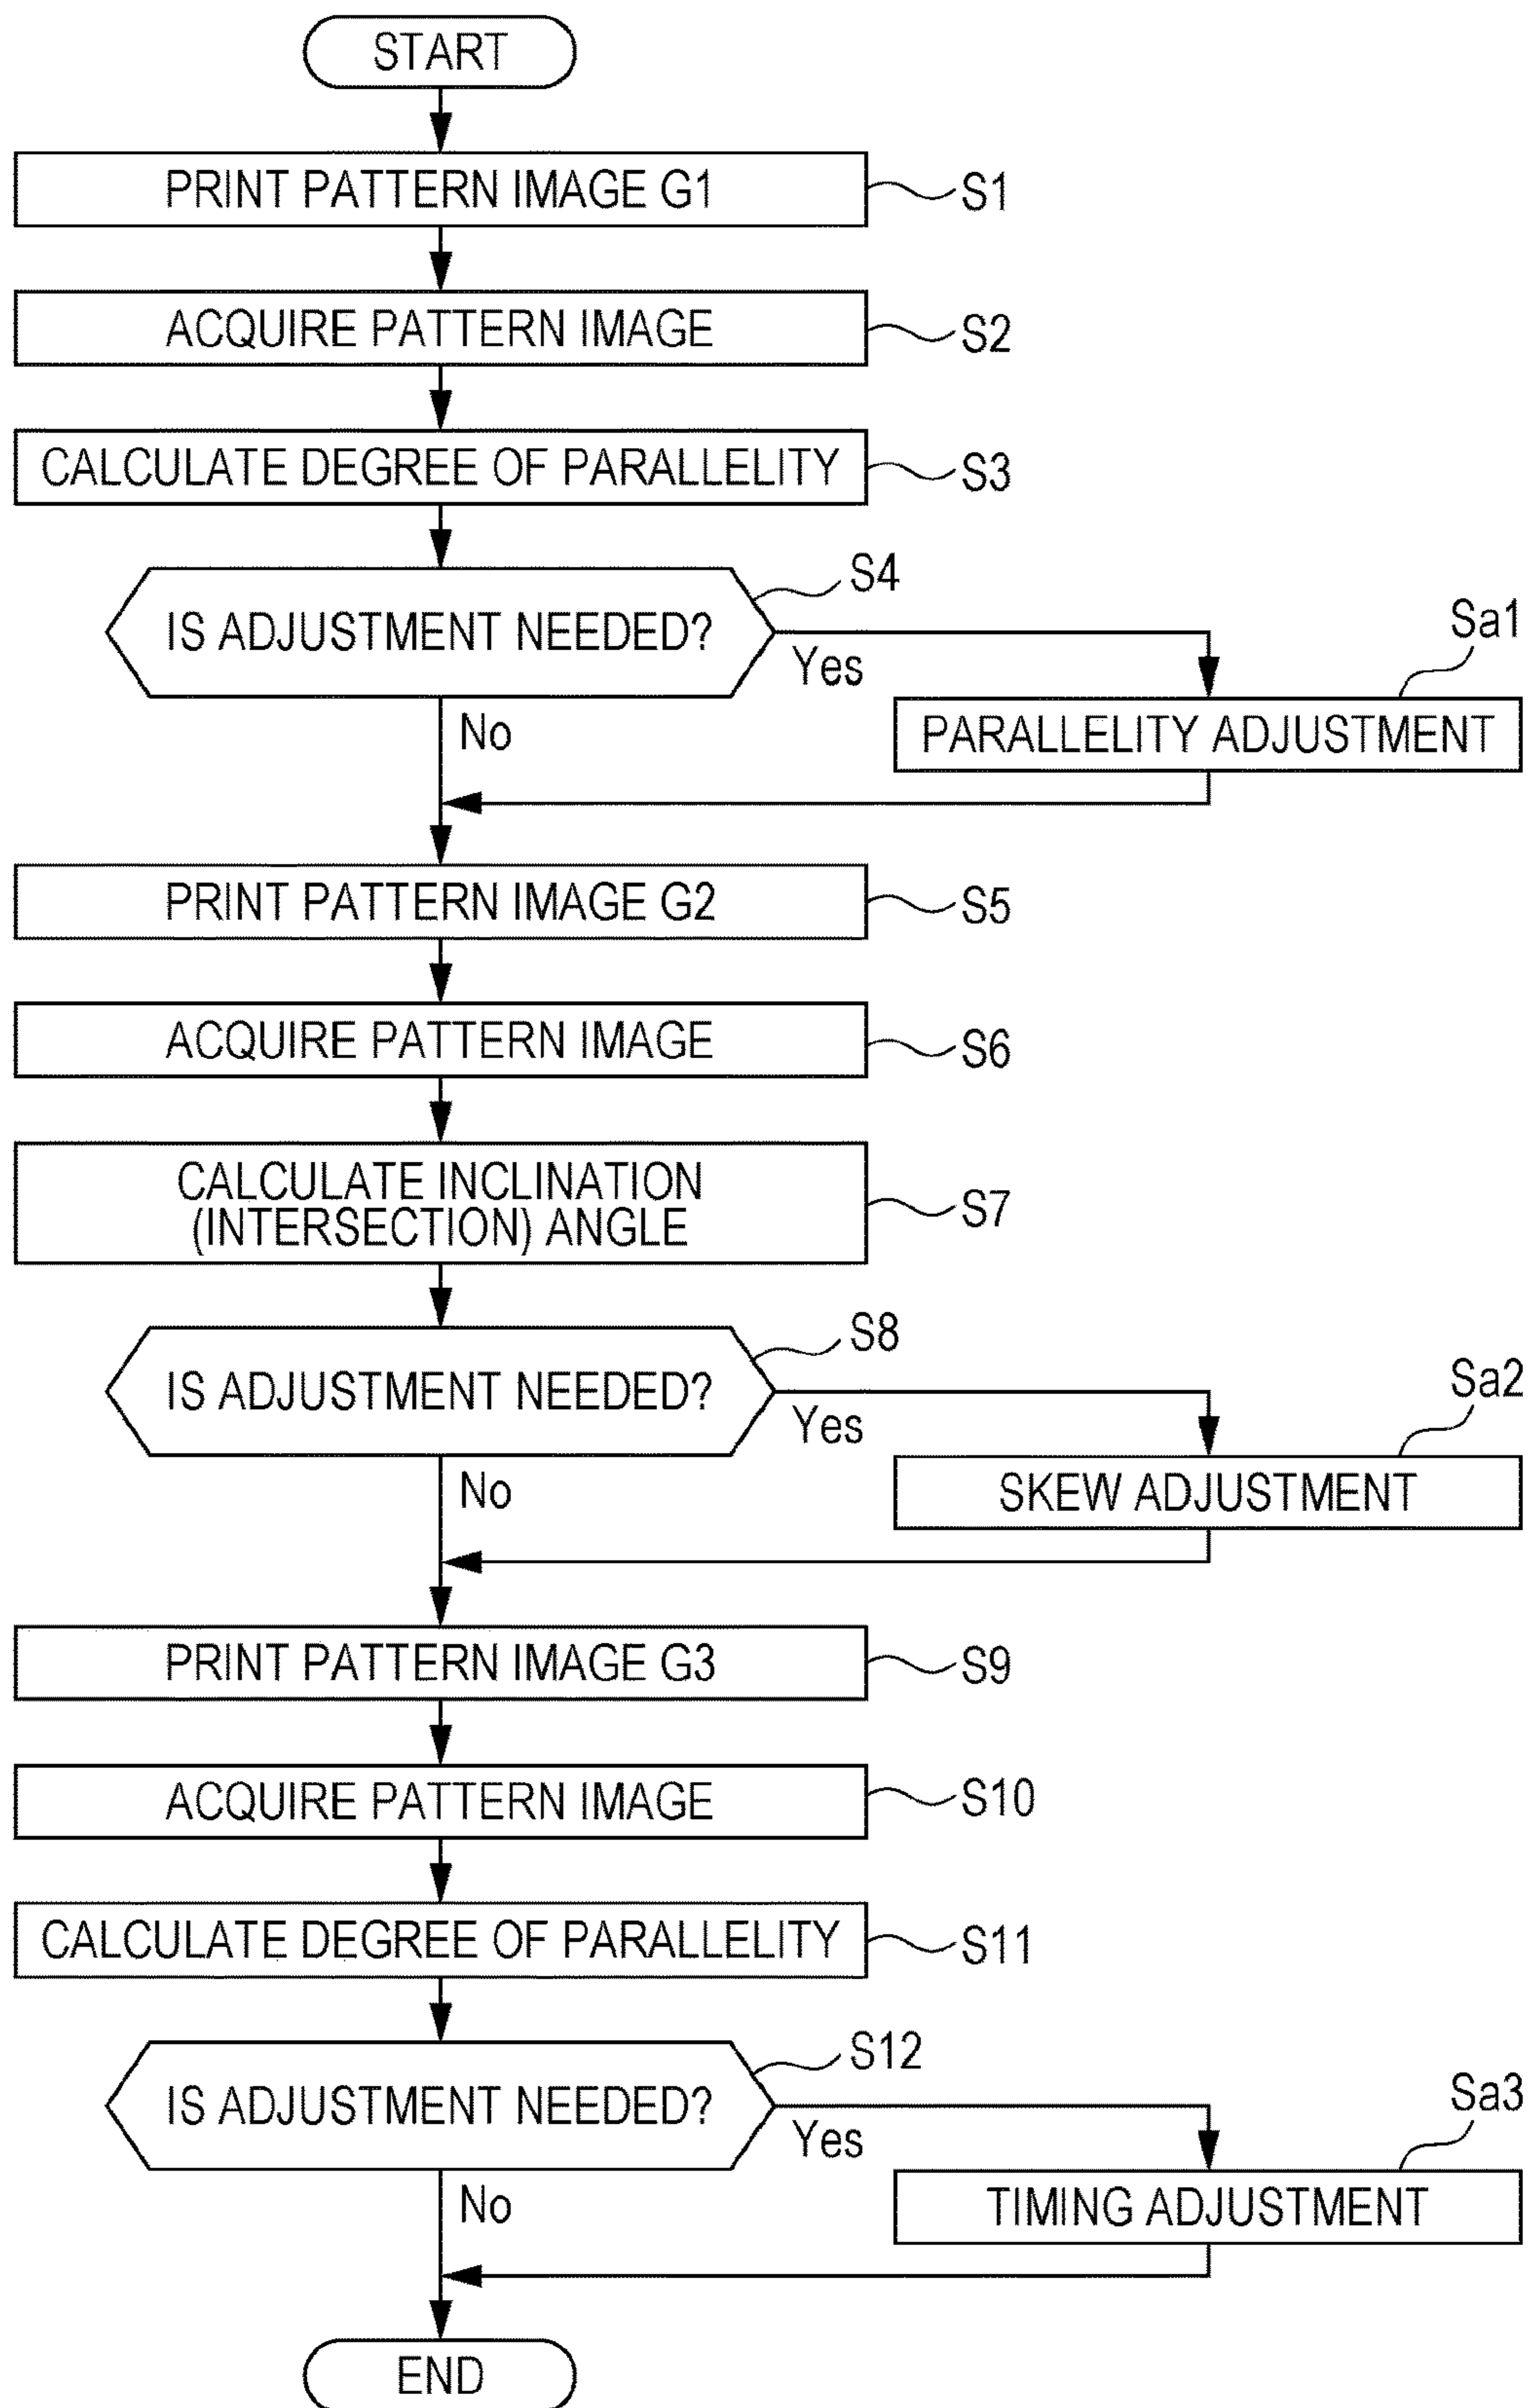 START
PRINT PATTERN IMAGE G1
S1
ACQUIRE PATTERN IMAGE
S2
CALCULATE DEGREE OF PARALLELITY
S3
IS ADJUSTMENT NEEDED?
S4
Yes
Sa1
PARALLELITY ADJUSTMENT
No
PRINT PATTERN IMAGE G2
S5
ACQUIRE PATTERN IMAGE
S6
CALCULATE INCLINATION
(INTERSECTION) ANGLE
S7
IS ADJUSTMENT NEEDED?
S8
Yes
Sa2
SKEW ADJUSTMENT
No
PRINT PATTERN IMAGE G3
S9
ACQUIRE PATTERN IMAGE
S10
CALCULATE DEGREE OF PARALLELITY
S11
IS ADJUSTMENT NEEDED?
S12
Yes
Sa3
TIMING ADJUSTMENT
No
END